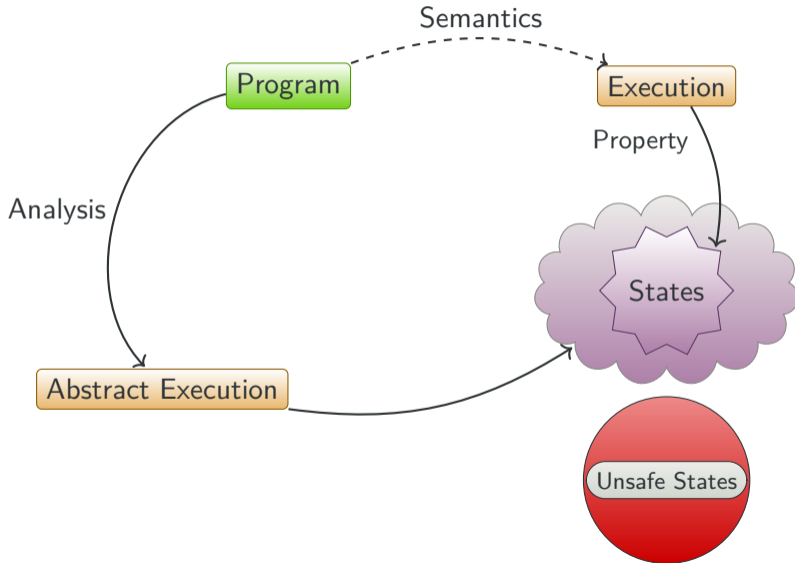 Semantics
Program
Execution
Property
Analysis
States
Abstract Execution
Unsafe States